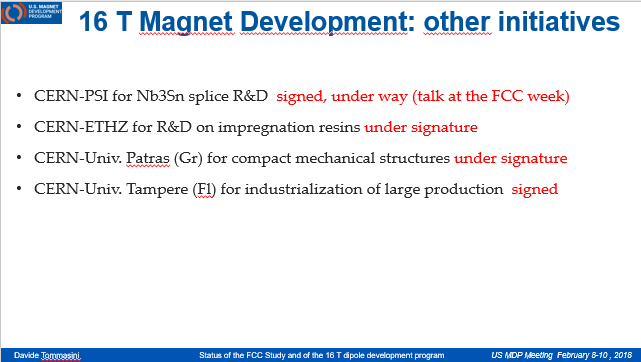 U.S. MAGNET
DEVELOPMENT
PROGRAM
16 T Magnet Development: other initiatives
• CERN-PSI for Nb3Sn splice R&D signed, under way (talk at the FCC week)
• CERN-ETHZ for R&D on impregnation resins under signature
• CERN-Univ. Patras (Gr) for compact mechanical structures under signature
• CERN-Univ. Tampere (Fl) for industrialization of large production signed
Davide Tommasini Status of the FCC Study and of the 16 T dipole development program US MDP Meeting February 8-10 , 2018